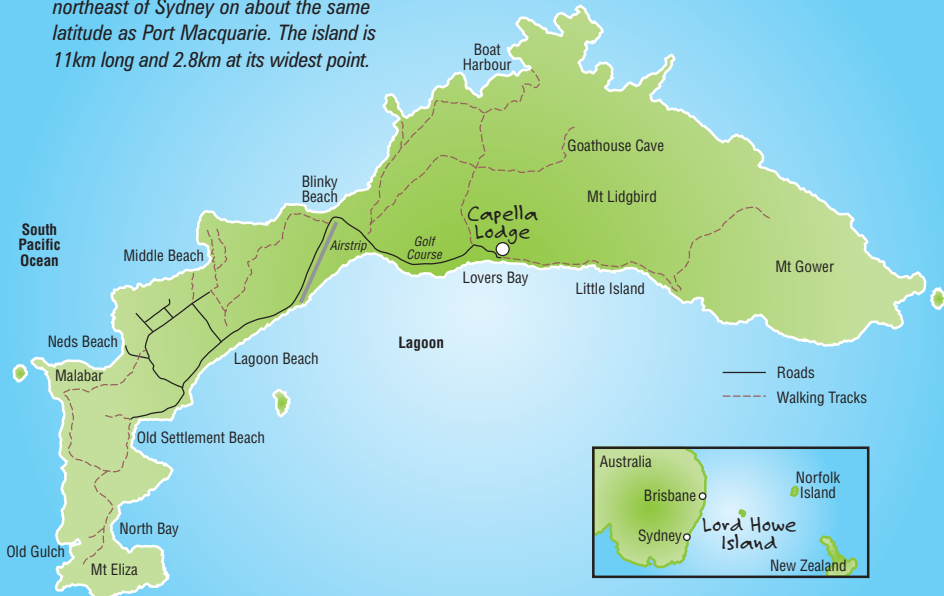 northeast of Sydney on about the same
latitude as Port Macquarie. The island is
11km long and 2.8km at its widest point.
Boat
Harbour
Goathouse Cave
Blinky
Beach
Mt Lidgbird
Capella
Lodge
South
Pacific
Ocean
Airstrip
Golf
Course
Middle Beach
Mt Gower
Lovers Bay
Little Island
Neds Beach
Lagoon
Lagoon Beach
Malabar
Roads
Walking Tracks
Old Settlement Beach
Australia
Norfolk
Island
Brisbane
Lord Howe
Island
Sydney
New Zealand
North Bay
Old Gulch
Mt Eliza